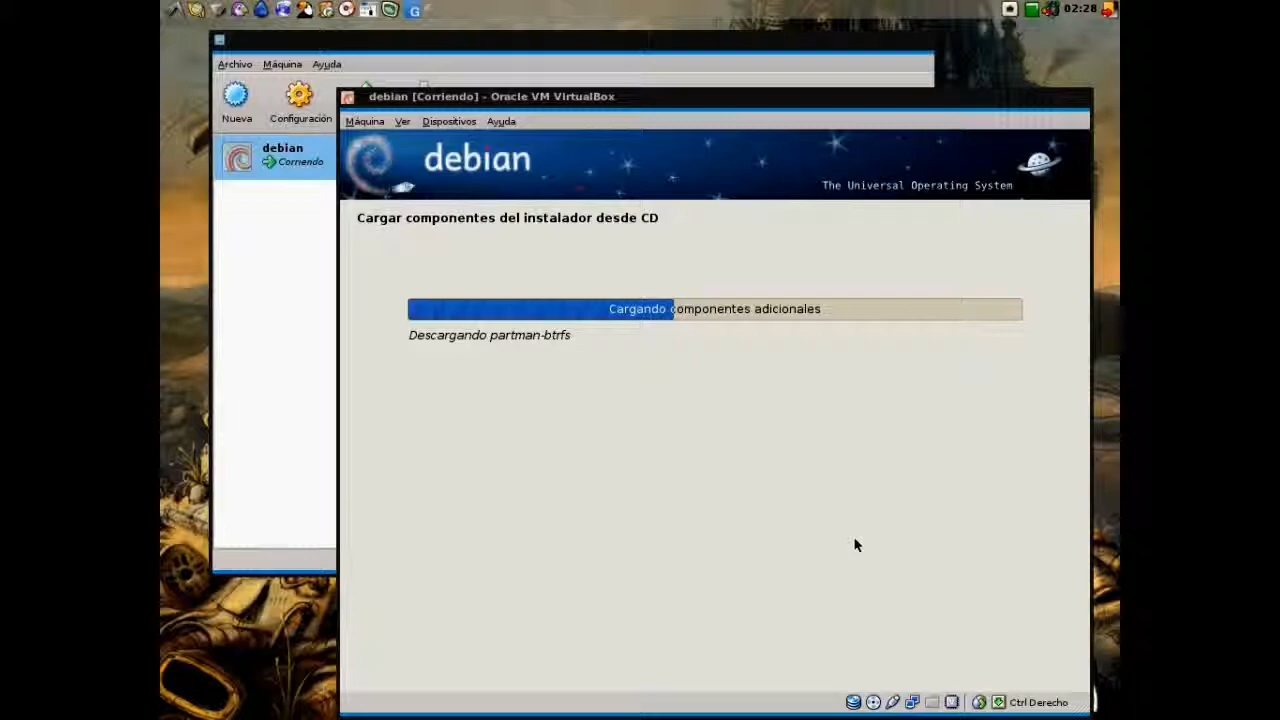 02:28
Archivo Máquina Ayuda
Nueva Configuración
debian
Corriendo
debian [Corriendo] - Oracle VM VirtualBox
Máquina Ver Dispositivos Ayuda
debian
The Universal Operating System
Cargar componentes del instalador desde CD
Cargando componentes adicionales
Descargando partman-btrfs
Ctrl Derecho